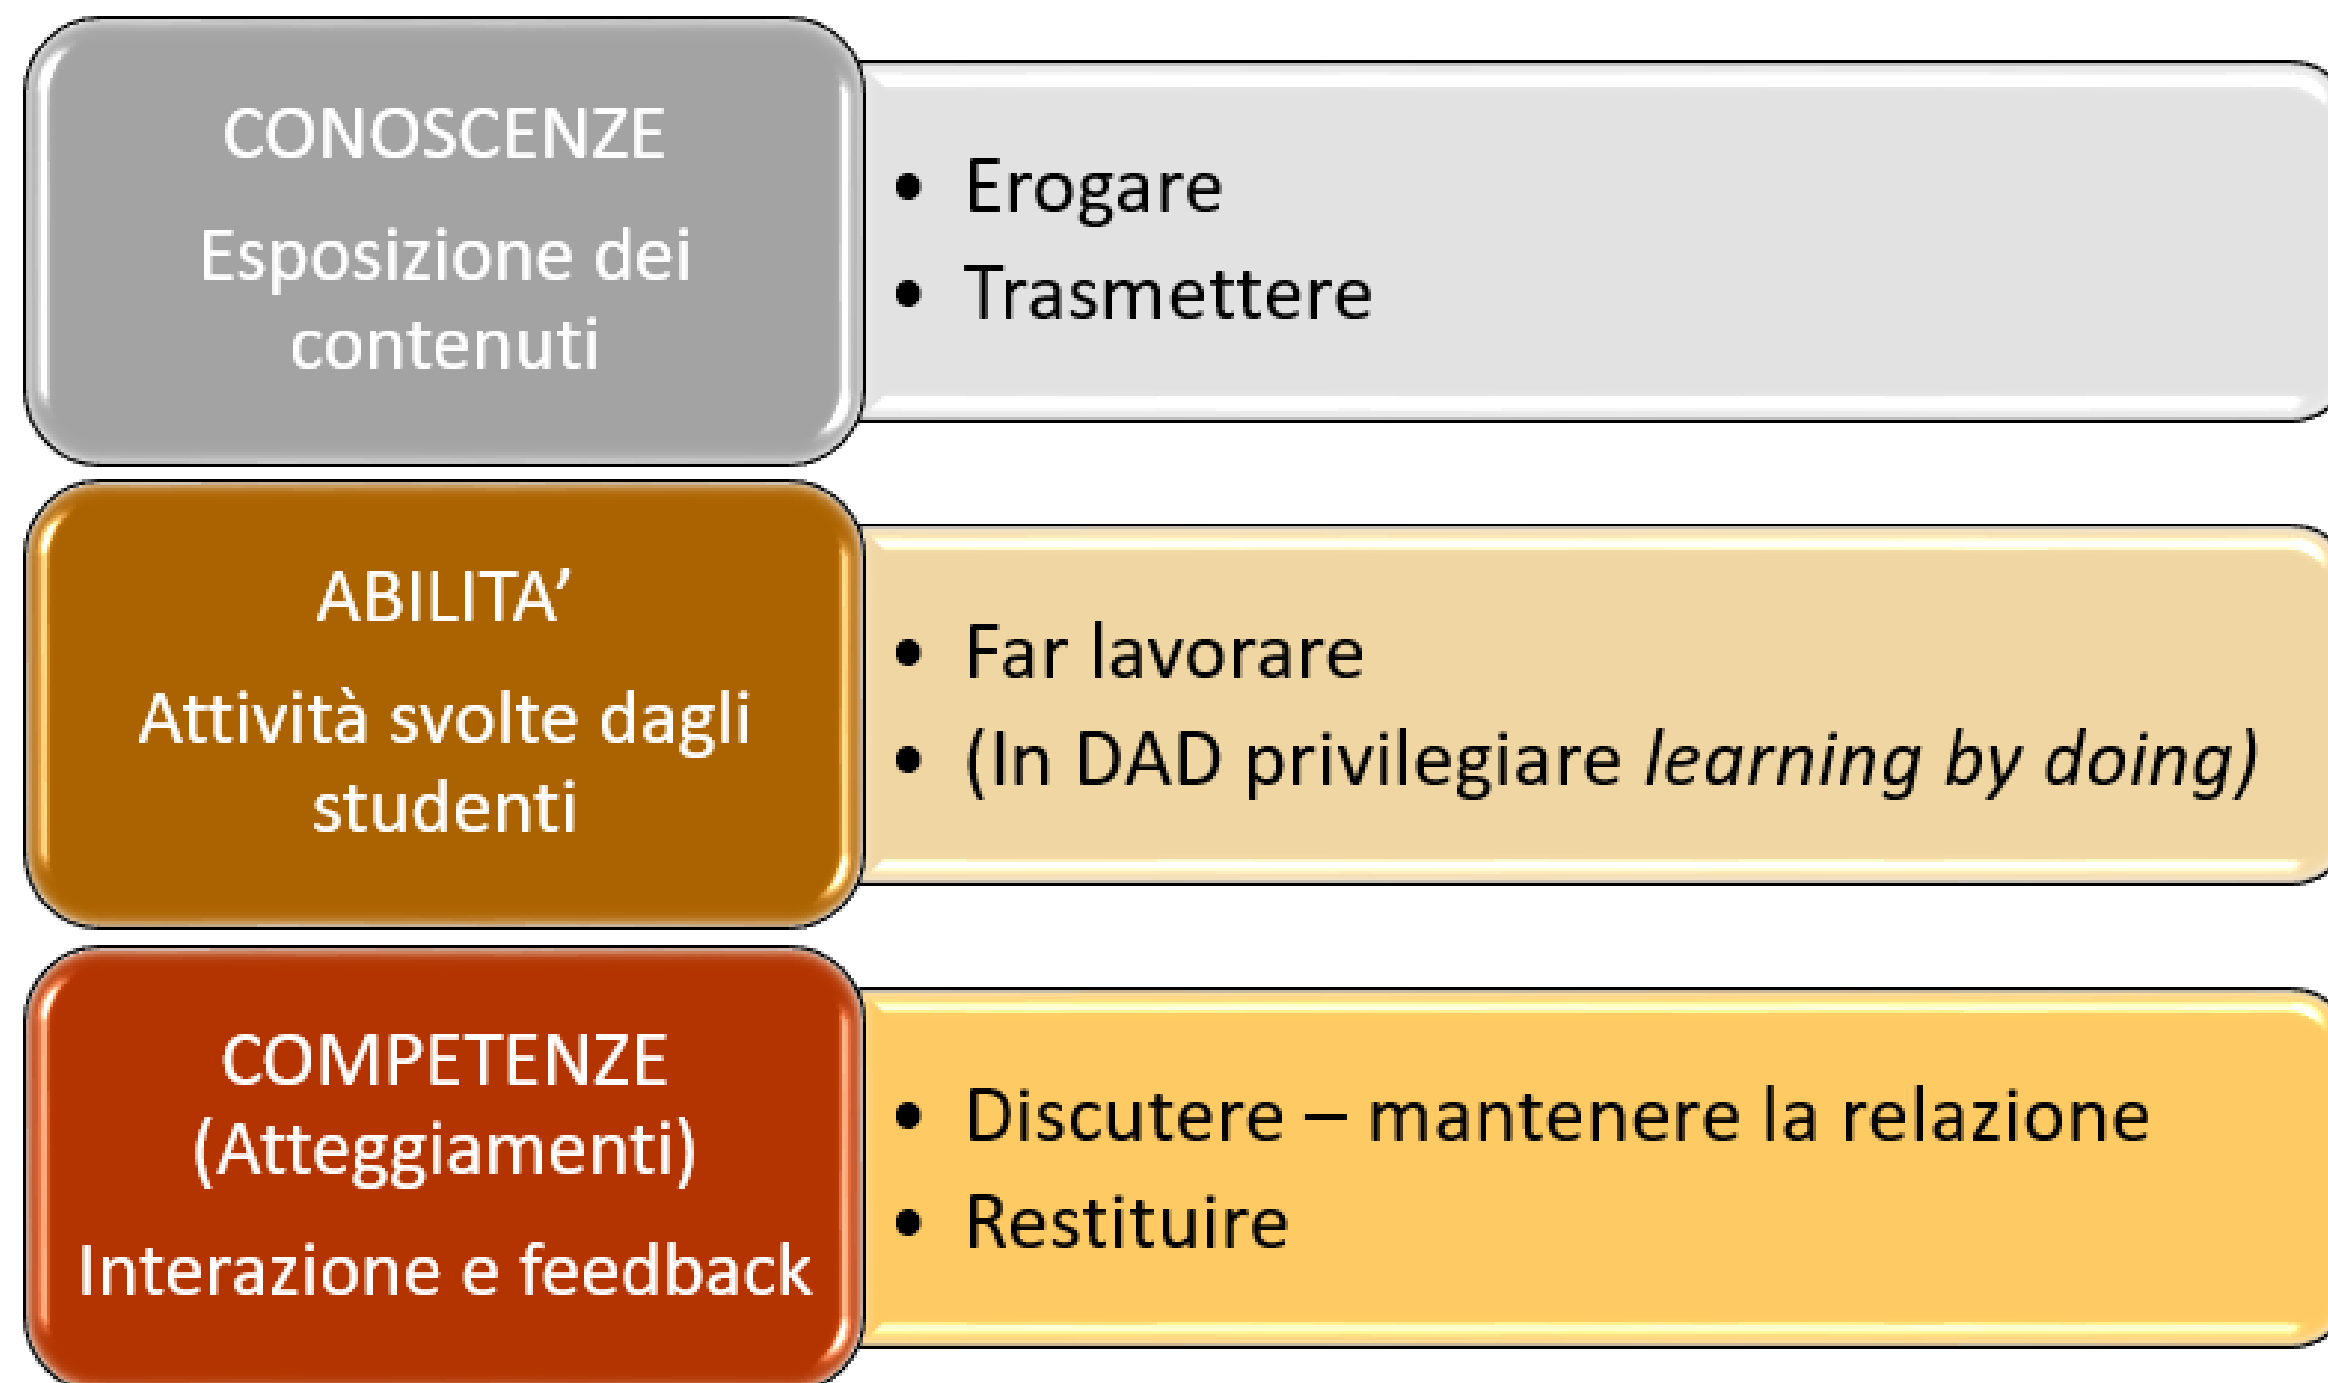 CONOSCENZE
Esposizione dei
contenuti
• Erogare
• Trasmettere
ABILITA’
Attività svolte dagli
studenti
• Far lavorare
• (In DAD privilegiare learning by doing)
COMPETENZE
(Atteggiamenti)
Interazione e feedback
• Discutere – mantenere la relazione
• Restituire